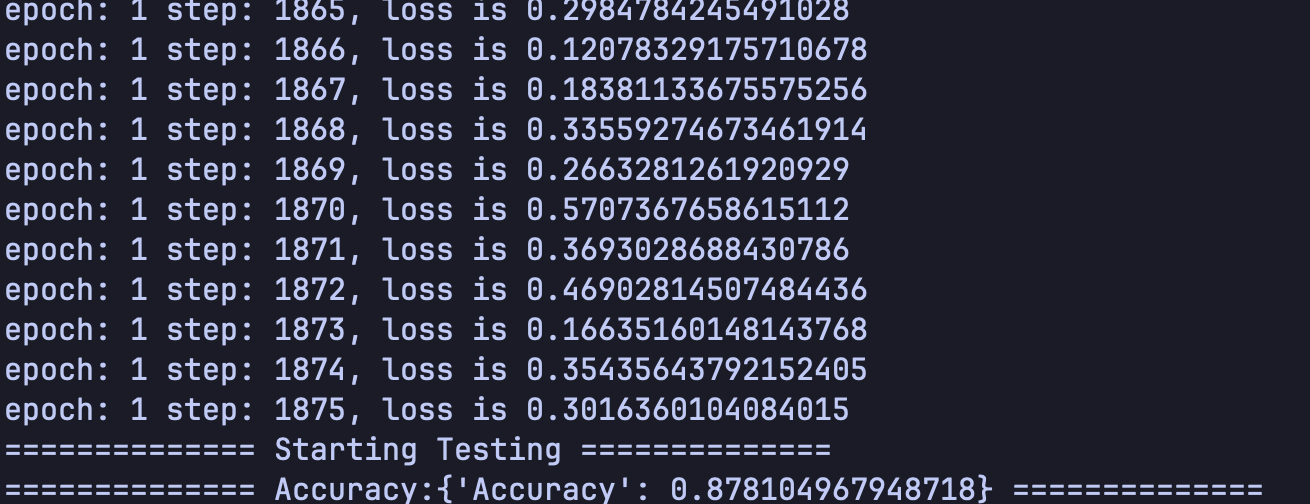 epoch: 1 step: 1865, loss is 0.2984784245491028
epoch: 1 step: 1866, loss is 0.12078329175710678
epoch: 1 step: 1867, loss is 0.18381133675575256
epoch: 1 step: 1868, loss is 0.33559274673461914
epoch: 1 step: 1869, loss is 0.2663281261920929
epoch: 1 step: 1870, loss is 0.5707367658615112
epoch: 1 step: 1871, loss is 0.3693028688430786
epoch: 1 step: 1872, loss is 0.46902814507484436
epoch: 1 step: 1873, loss is 0.16635160148143768
epoch: 1 step: 1874, loss is 0.35435643792152405
epoch: 1 step: 1875, loss is 0.3016360104084015
============== Starting Testing ==============
============== Accuracy:{'Accuracy': 0.878104967948718} ==============